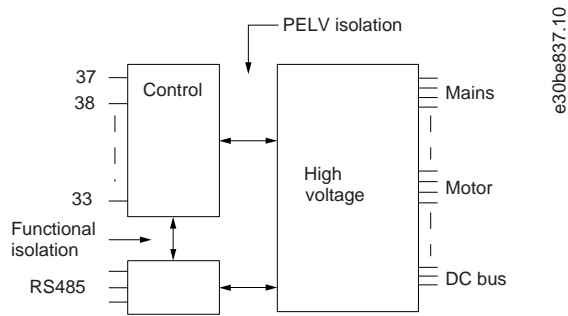 PELV isolation
e30be837.10
37
Control
Mains
38
High
voltage
Motor
33
Functional
isolation
RS485
DC bus